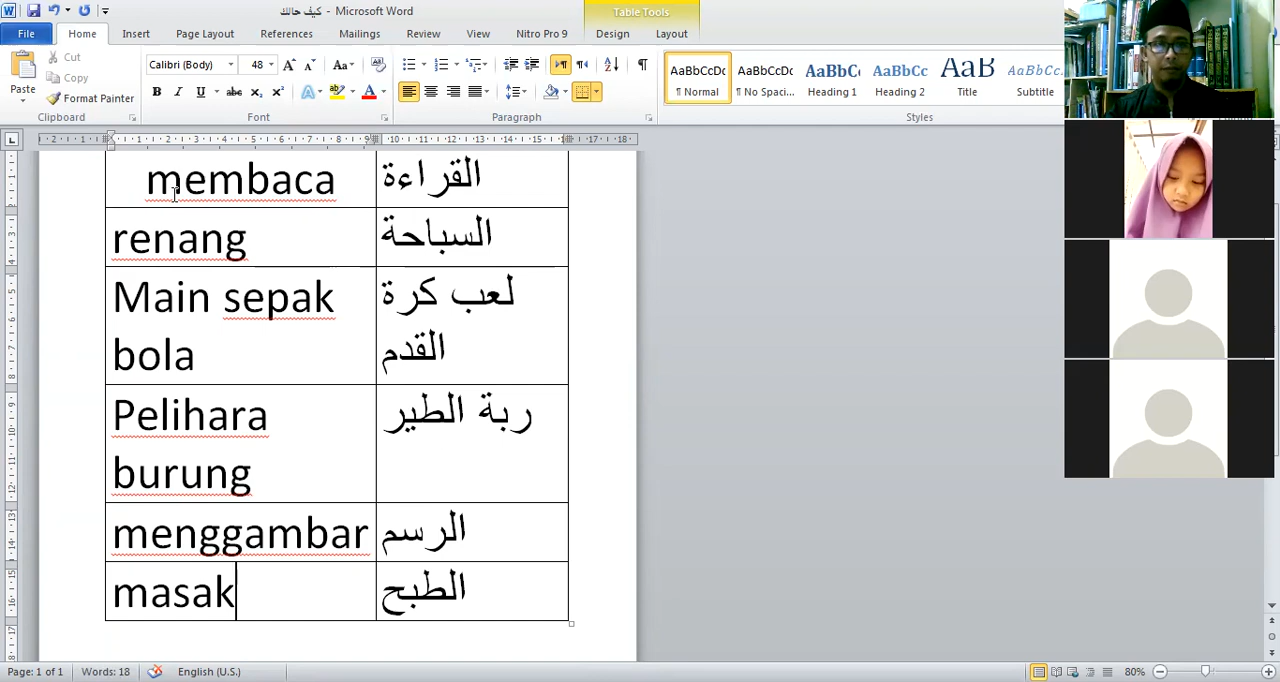 كيف حالك - Microsoft Word
Table Tools
File Home Insert Page Layout References Mailings Review View Nitro Pro 9 Design Layout
Cut
Copy
Format Painter
Paste
Clipboard
Calibri (Body) 48
Font
Paragraph
AaBbCcDc AaBbCcDc AaBbC AaBbCc AaB AaBbCc
¶ Normal ¶ No Spaci... Heading 1 Heading 2 Title Subtitle
Styles
membaca القراءة
renang السباحة
Main sepak لعب كرة
bola القدم
Pelihara ربة الطير
burung
menggambar الرسم
masak الطبح
Page: 1 of 1 Words: 18 English (U.S.) 80%